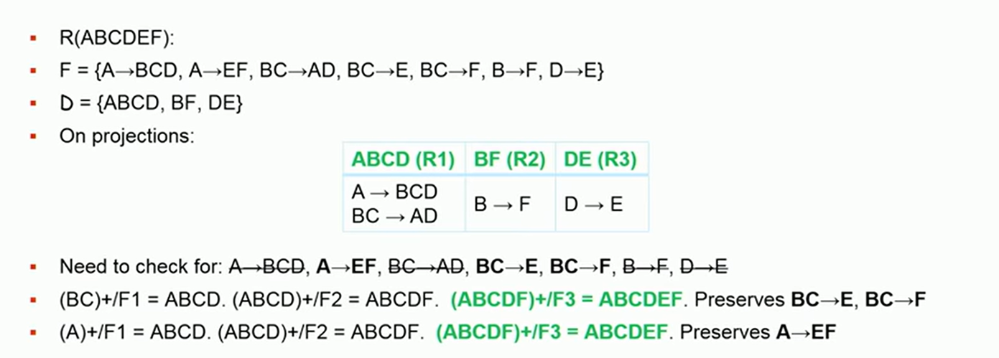 ▪ R(ABCDEF):
▪ F = {A→BCD, A→EF, BC→AD, BC→E, BC→F, B→F, D→E}
▪ D = {ABCD, BF, DE}
▪ On projections:
ABCD (R1) BF (R2) DE (R3)
A → BCD
BC → AD
B → F D → E
▪ Need to check for: A→BCD, A→EF, BC→AD, BC→E, BC→F, B→F, D→E
▪ (BC)+/F1 = ABCD. (ABCD)+/F2 = ABCDF. (ABCDF)+/F3 = ABCDEF. Preserves BC→E, BC→F
▪ (A)+/F1 = ABCD. (ABCD)+/F2 = ABCDF. (ABCDF)+/F3 = ABCDEF. Preserves A→EF